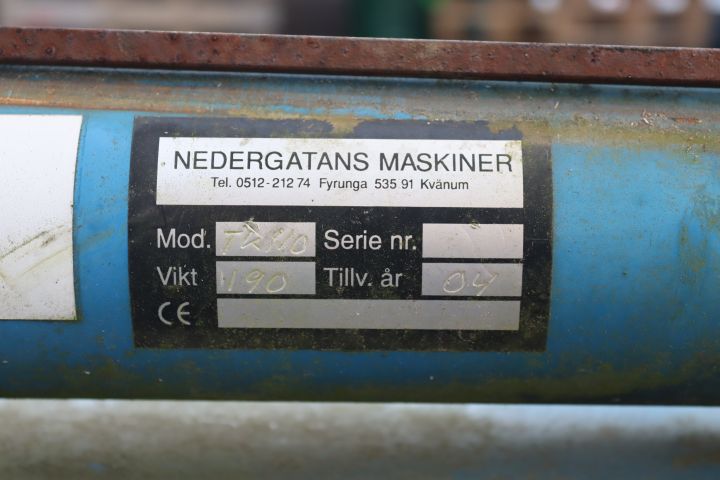 NEDERGATANS MASKINER
Tel. 0512-212 74 Fyrunga 535 91 Kvänum
Mod. Serie nr.
Vikt 190 Tillv. år 04
CE